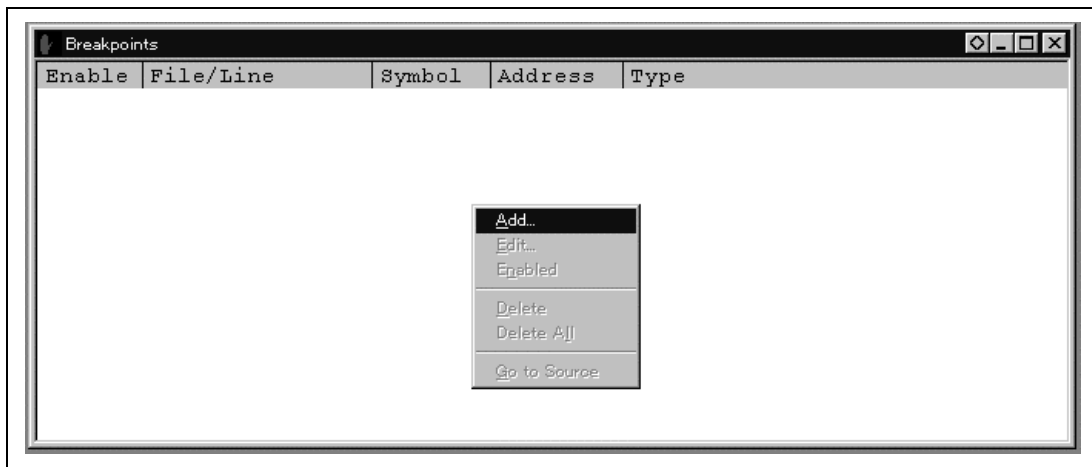 Breakpoints
Enable File/Line Symbol Address Type
Add...
Edit...
Enabled
Delete
Delete All
Go to Source